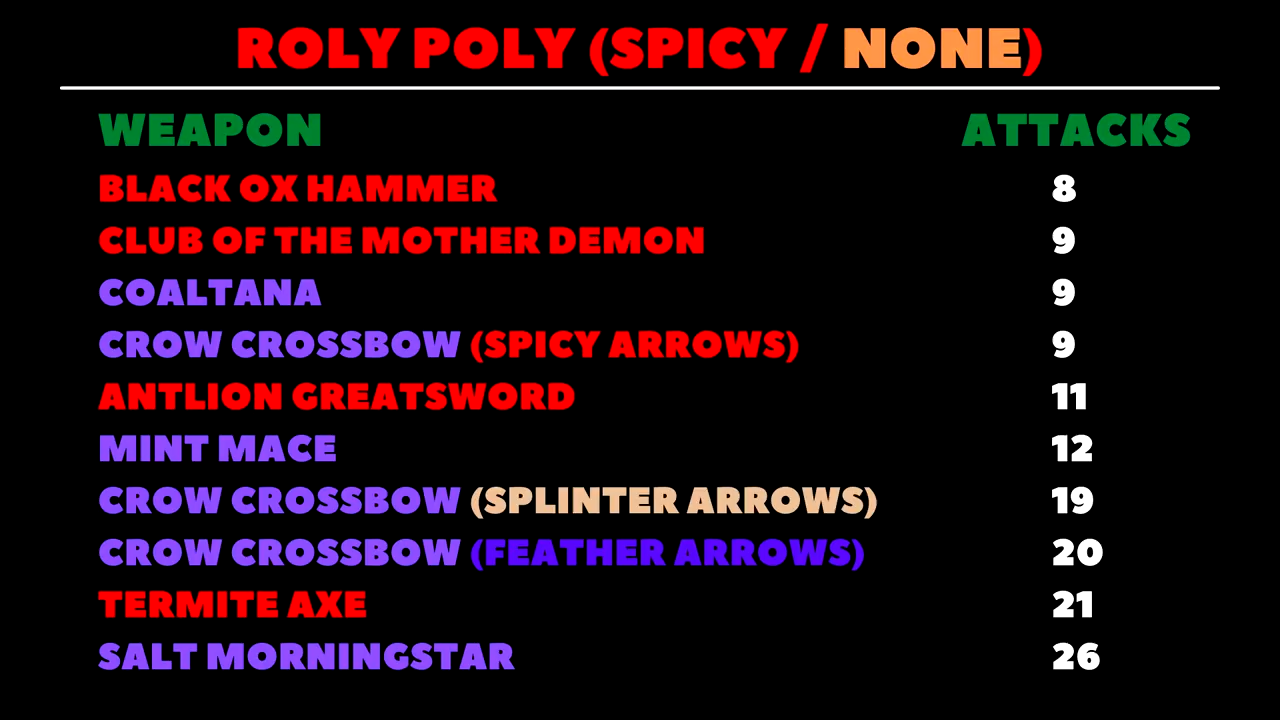 ROLY POLY (SPICY / NONE)
WEAPON ATTACKS
BLACK OX HAMMER 8
CLUB OF THE MOTHER DEMON 9
COALTANA 9
CROW CROSSBOW (SPICY ARROWS) 9
ANTLION GREATSWORD 11
MINT MACE 12
CROW CROSSBOW (SPLINTER ARROWS) 19
CROW CROSSBOW (FEATHER ARROWS) 20
TERMITE AXE 21
SALT MORNINGSTAR 26